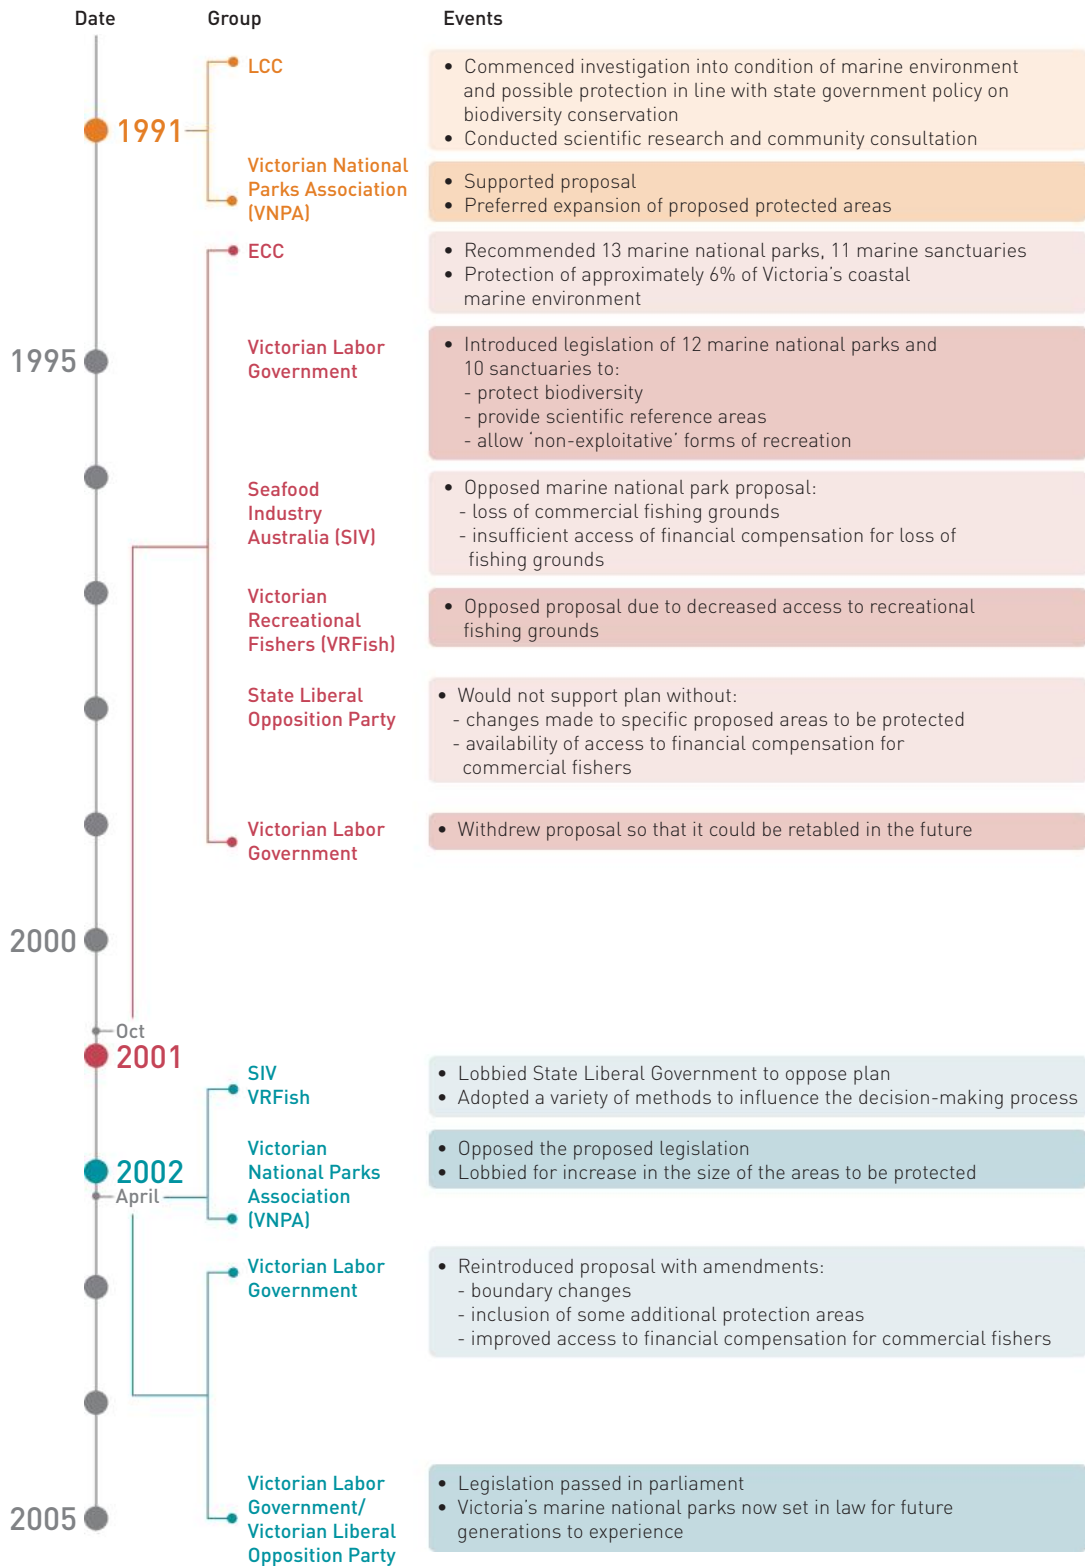 Date Group Events
LCC
• Commenced investigation into condition of marine environment
and possible protection in line with state government policy on
biodiversity conservation
• Conducted scientific research and community consultation
1991
Victorian National
Parks Association
(VNPA)
• Supported proposal
• Preferred expansion of proposed protected areas
ECC
• Recommended 13 marine national parks, 11 marine sanctuaries
• Protection of approximately 6% of Victoria's coastal
marine environment
1995
Victorian Labor
Government
• Introduced legislation of 12 marine national parks and
10 sanctuaries to:
- protect biodiversity
- provide scientific reference areas
- allow 'non-exploitative' forms of recreation
Seafood
Industry
Australia (SIV)
• Opposed marine national park proposal:
- loss of commercial fishing grounds
- insufficient access of financial compensation for loss of
fishing grounds
Victorian
Recreational
Fishers (VRFish)
• Opposed proposal due to decreased access to recreational
fishing grounds
State Liberal
Opposition Party
• Would not support plan without:
- changes made to specific proposed areas to be protected
- availability of access to financial compensation for
commercial fishers
Victorian Labor
Government
• Withdrew proposal so that it could be retabled in the future
2000
Oct
2001
SIV
VRFish
• Lobbied State Liberal Government to oppose plan
• Adopted a variety of methods to influence the decision-making process
2002
April
Victorian
National Parks
Association
(VNPA)
• Opposed the proposed legislation
• Lobbied for increase in the size of the areas to be protected
Victorian Labor
Government
• Reintroduced proposal with amendments:
- boundary changes
- inclusion of some additional protection areas
- improved access to financial compensation for commercial fishers
2005
Victorian Labor
Government/
Victorian Liberal
Opposition Party
• Legislation passed in parliament
• Victoria's marine national parks now set in law for future
generations to experience